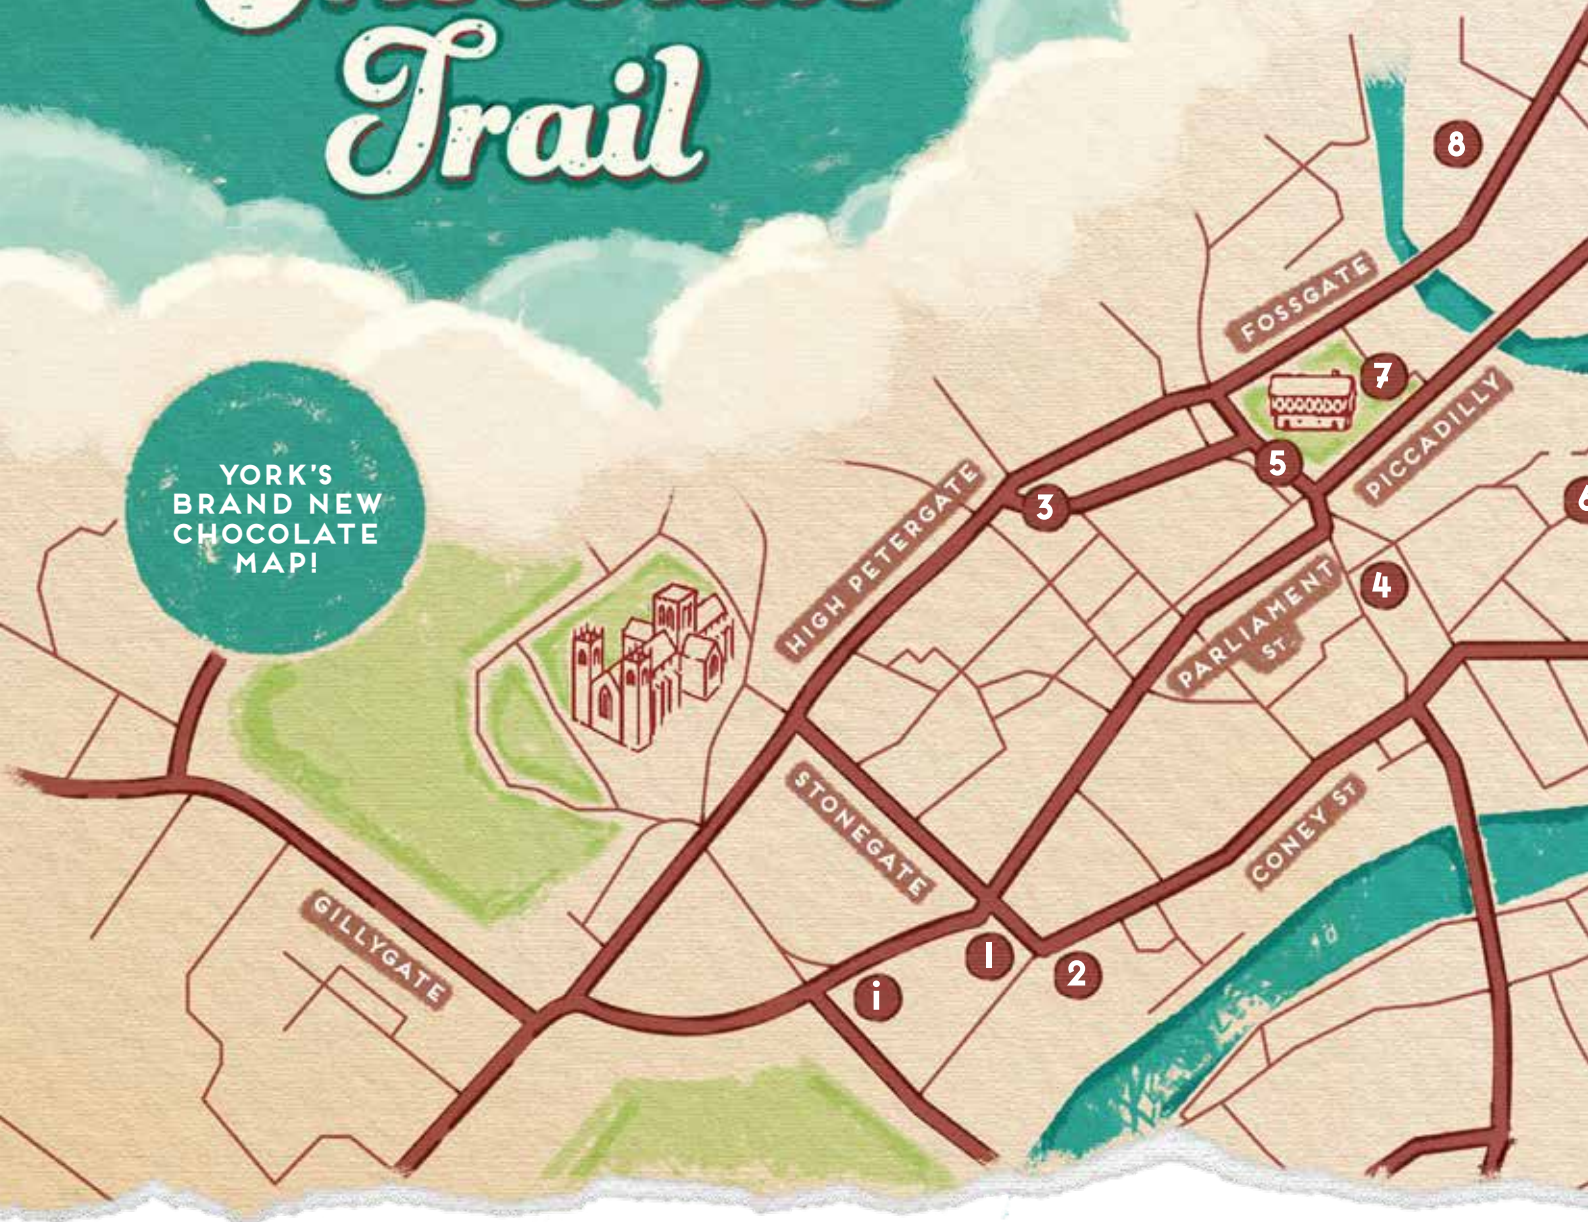 Trail
8
FOSSGATE
7
PICCADILLY
5
YORK'S
BRAND NEW
CHOCOLATE
MAP!
3
6
HIGH PETERGATE
4
PARLIAMENT
ST.
STONEGATE
CONEY ST
GILLYGATE
1
2
i